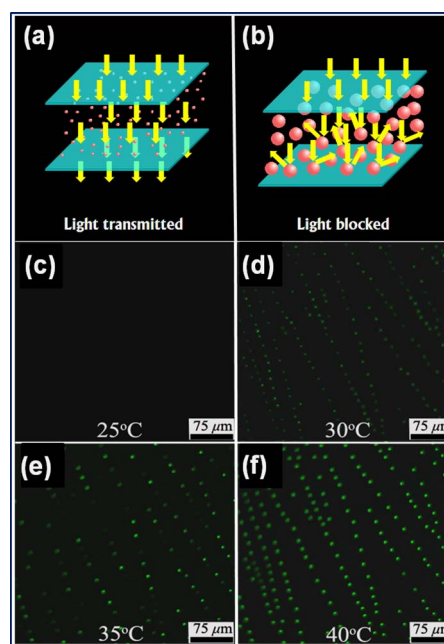 (a)
Light transmitted
(b)
Light blocked
(c)
25°C
75 μm
(d)
30°C
75 μm
(e)
35°C
75 μm
(f)
40°C
75 μm